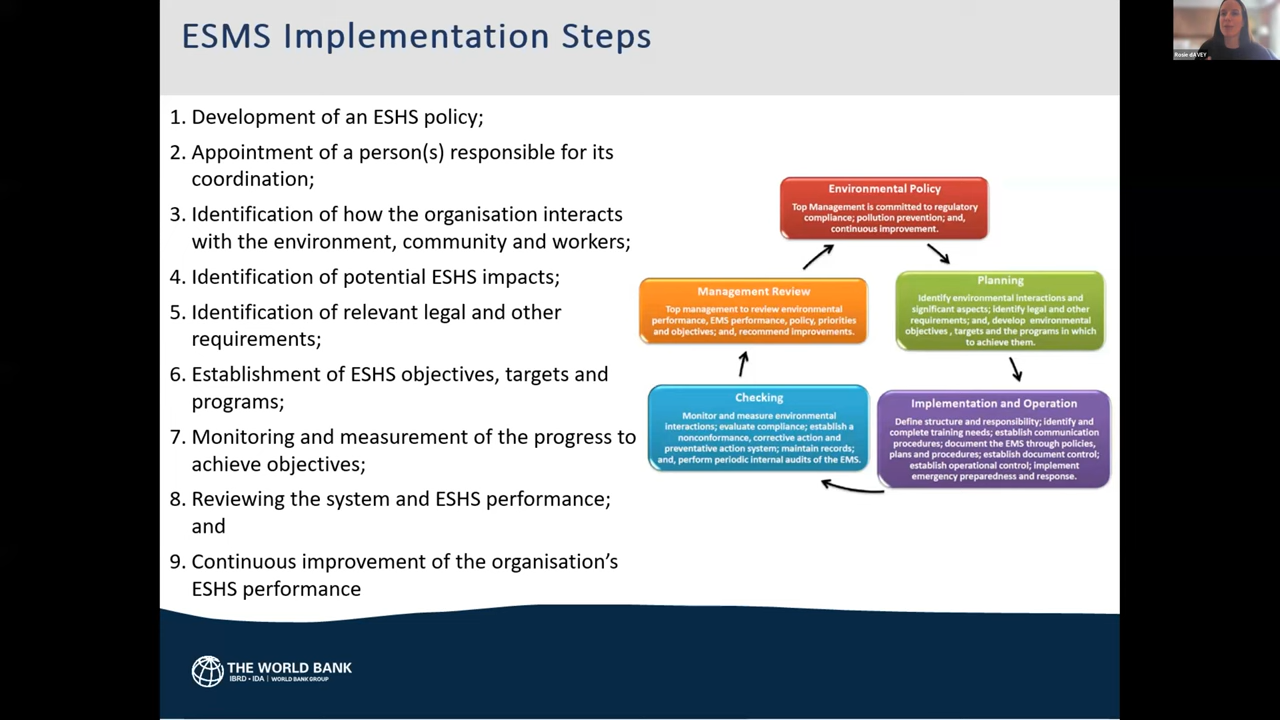 ESMS Implementation Steps
Rosie dAVEY
1. Development of an ESHS policy;
2. Appointment of a person(s) responsible for its
coordination;
3. Identification of how the organisation interacts
with the environment, community and workers;
4. Identification of potential ESHS impacts;
5. Identification of relevant legal and other
requirements;
6. Establishment of ESHS objectives, targets and
programs;
7. Monitoring and measurement of the progress to
achieve objectives;
8. Reviewing the system and ESHS performance;
and
9. Continuous improvement of the organisation's
ESHS performance
Environmental Policy
Top Management is committed to regulatory
compliance; pollution prevention; and,
continuous improvement.
Planning
Identify environmental interactions and
significant aspects; identify legal and other
requirements; and, develop environmental
objectives, targets and the programs in which
to achieve them.
Implementation and Operation
Define structure and responsibility; identify and
complete training needs; establish communication
procedures; document the EMS through policies,
plans and procedures; establish document control;
establish operational control; implement
emergency preparedness and response.
Checking
Monitor and measure environmental
interactions; evaluate compliance; establish a
nonconformance, corrective action and
preventative action system; maintain records;
and, perform periodic internal audits of the EMS.
Management Review
Top management to review environmental
performance, EMS performance, policy, priorities
and objectives; and, recommend improvements.
THE WORLD BANK
IBRD • IDA | WORLD BANK GROUP